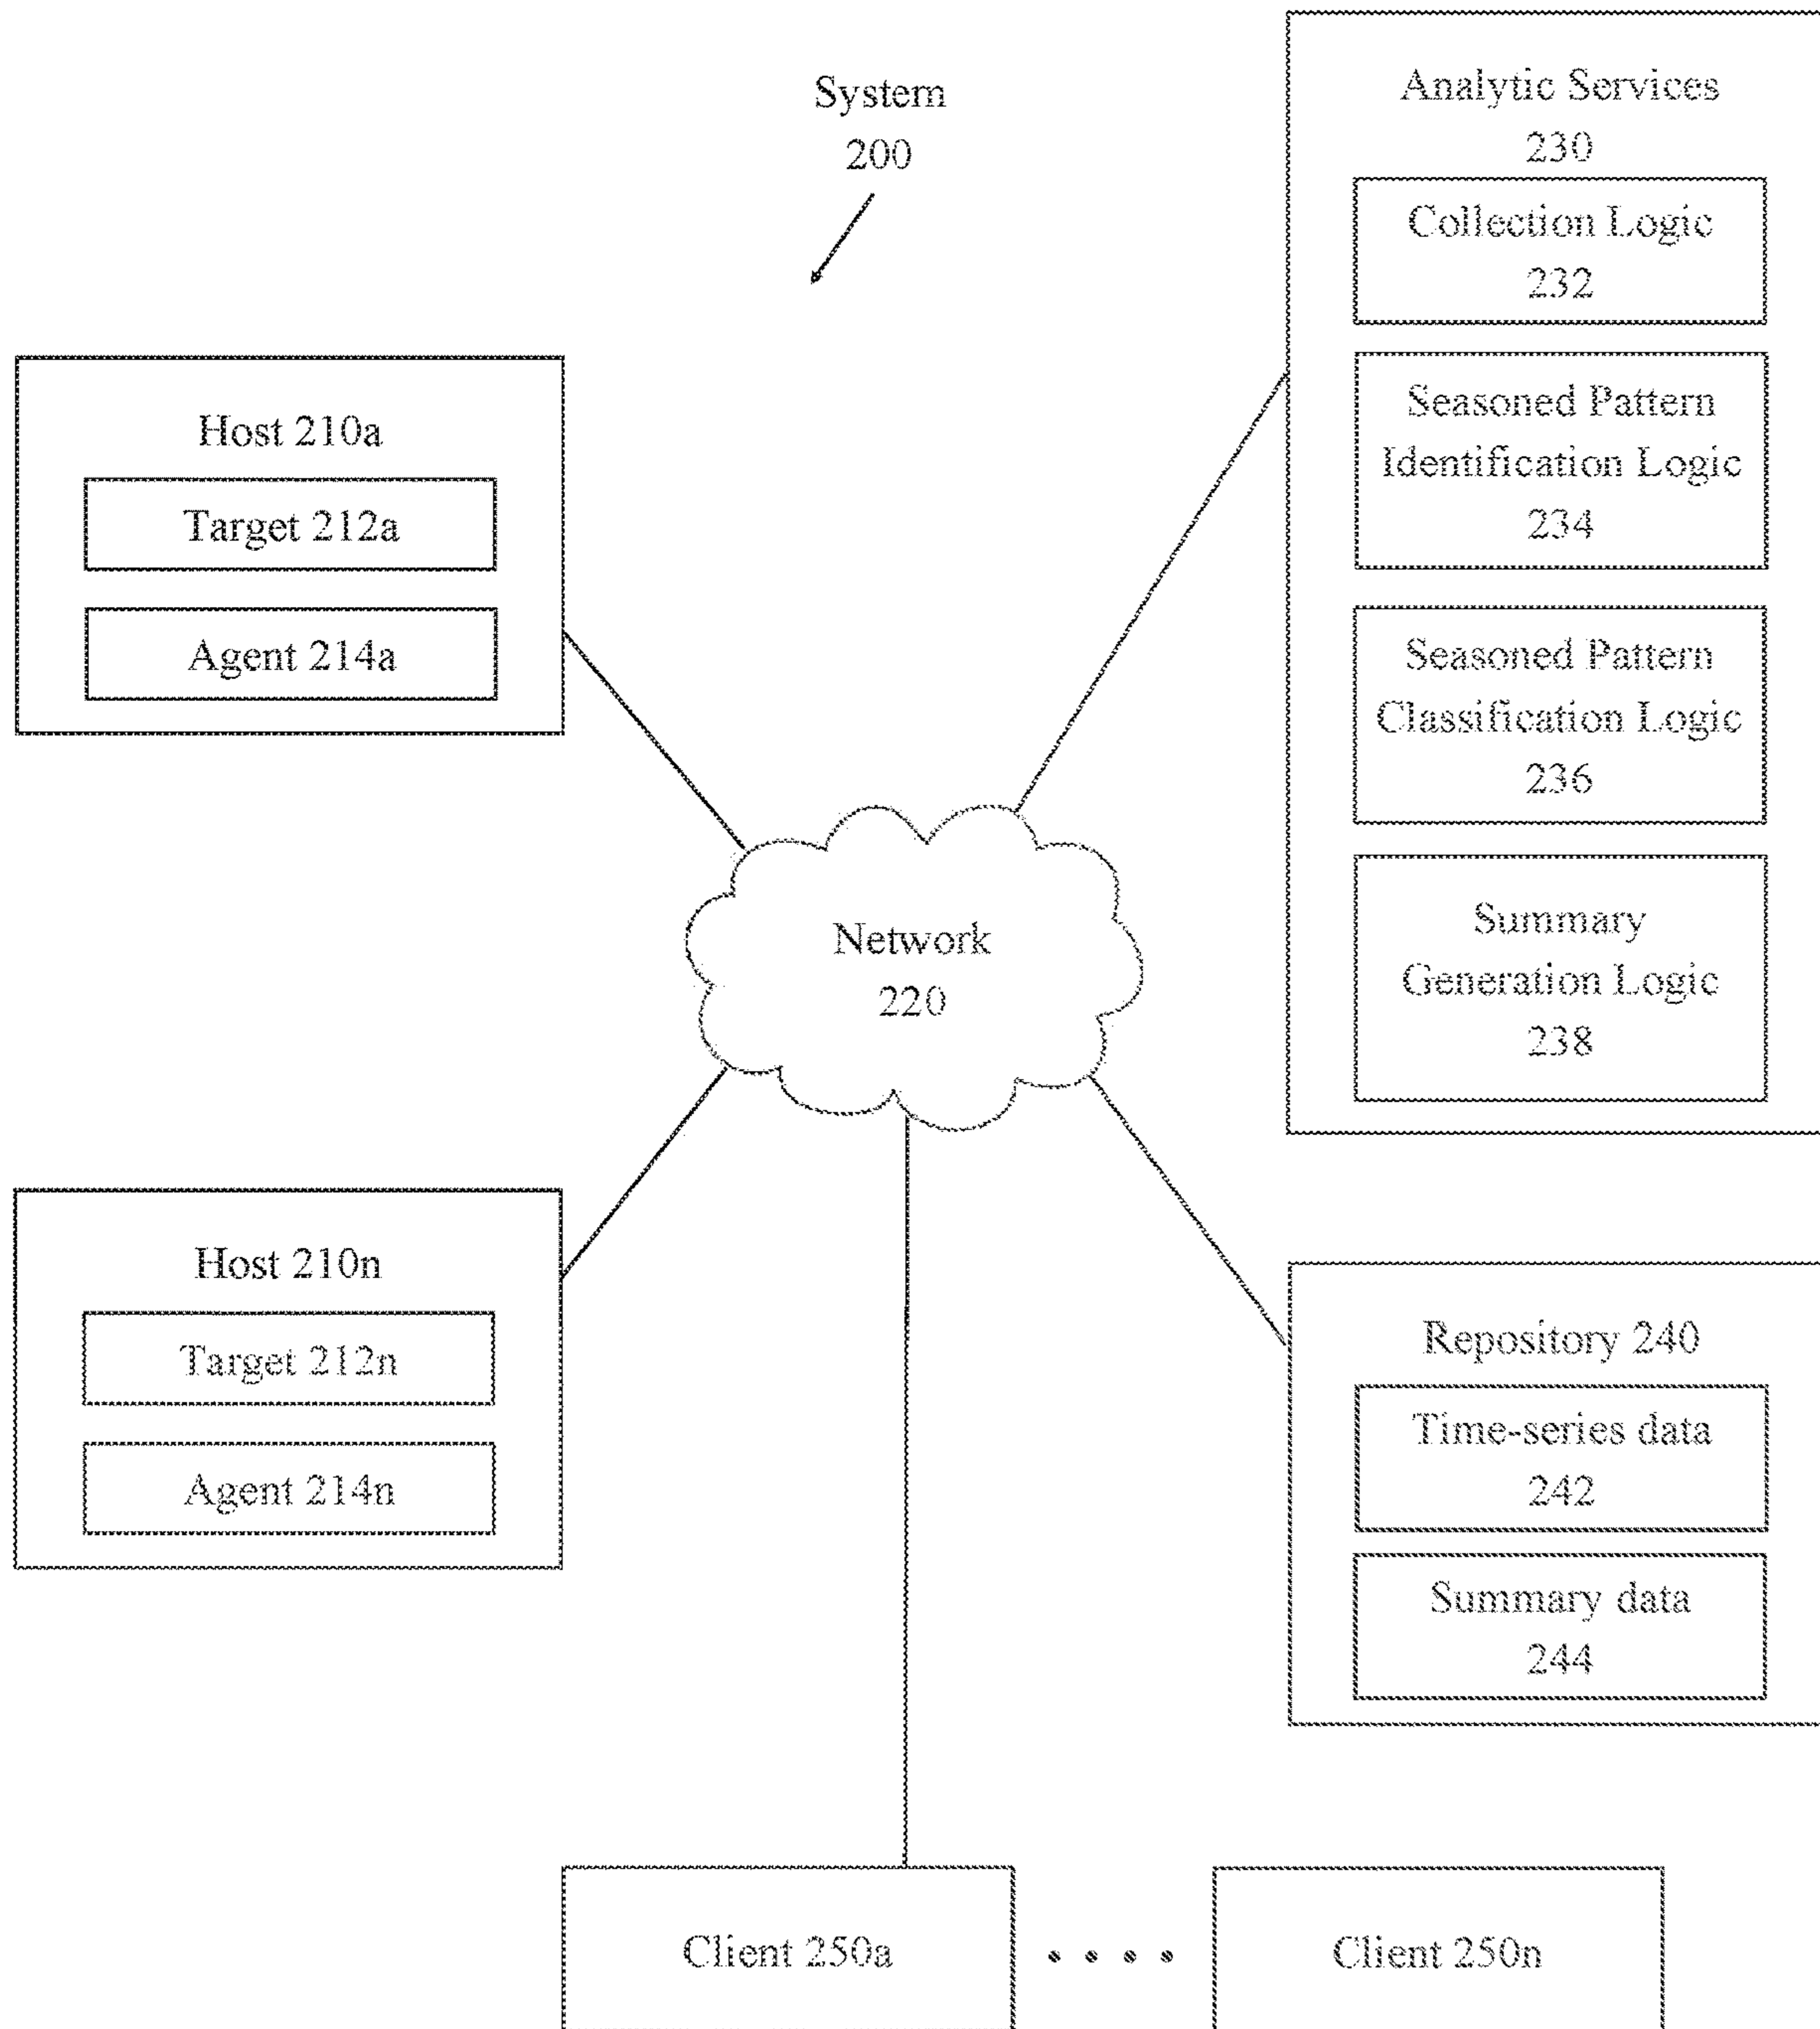 System
200
Analytic Services
230
Collection Logic
232
Seasoned Pattern
Identification Logic
234
Seasoned Pattern
Classification Logic
236
Summary
Generation Logic
238
Host 210a
Target 212a
Agent 214a
Network
220
Host 210n
Target 212n
Agent 214n
Repository 240
Time-series data
242
Summary data
244
Client 250a
Client 250n